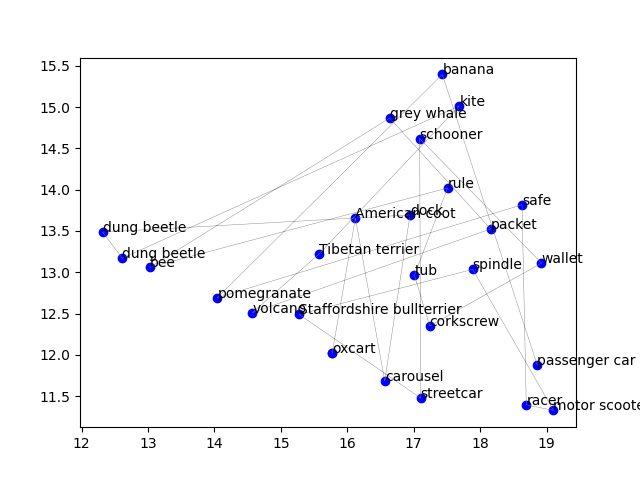 15.5
15.0
14.5
14.0
13.5
13.0
12.5
12.0
11.5
banana
kite
grey whale
schooner
rule
safe
American coot
dock
packet
dung beetle
Tibetan terrier
dung beetle
bee
wallet
spindle
tub
pomegranate
volcano
Staffordshire bullterrier
corkscrew
oxcart
passenger car
carousel
streetcar
racer
motor scoote
12 13 14 15 16 17 18 19